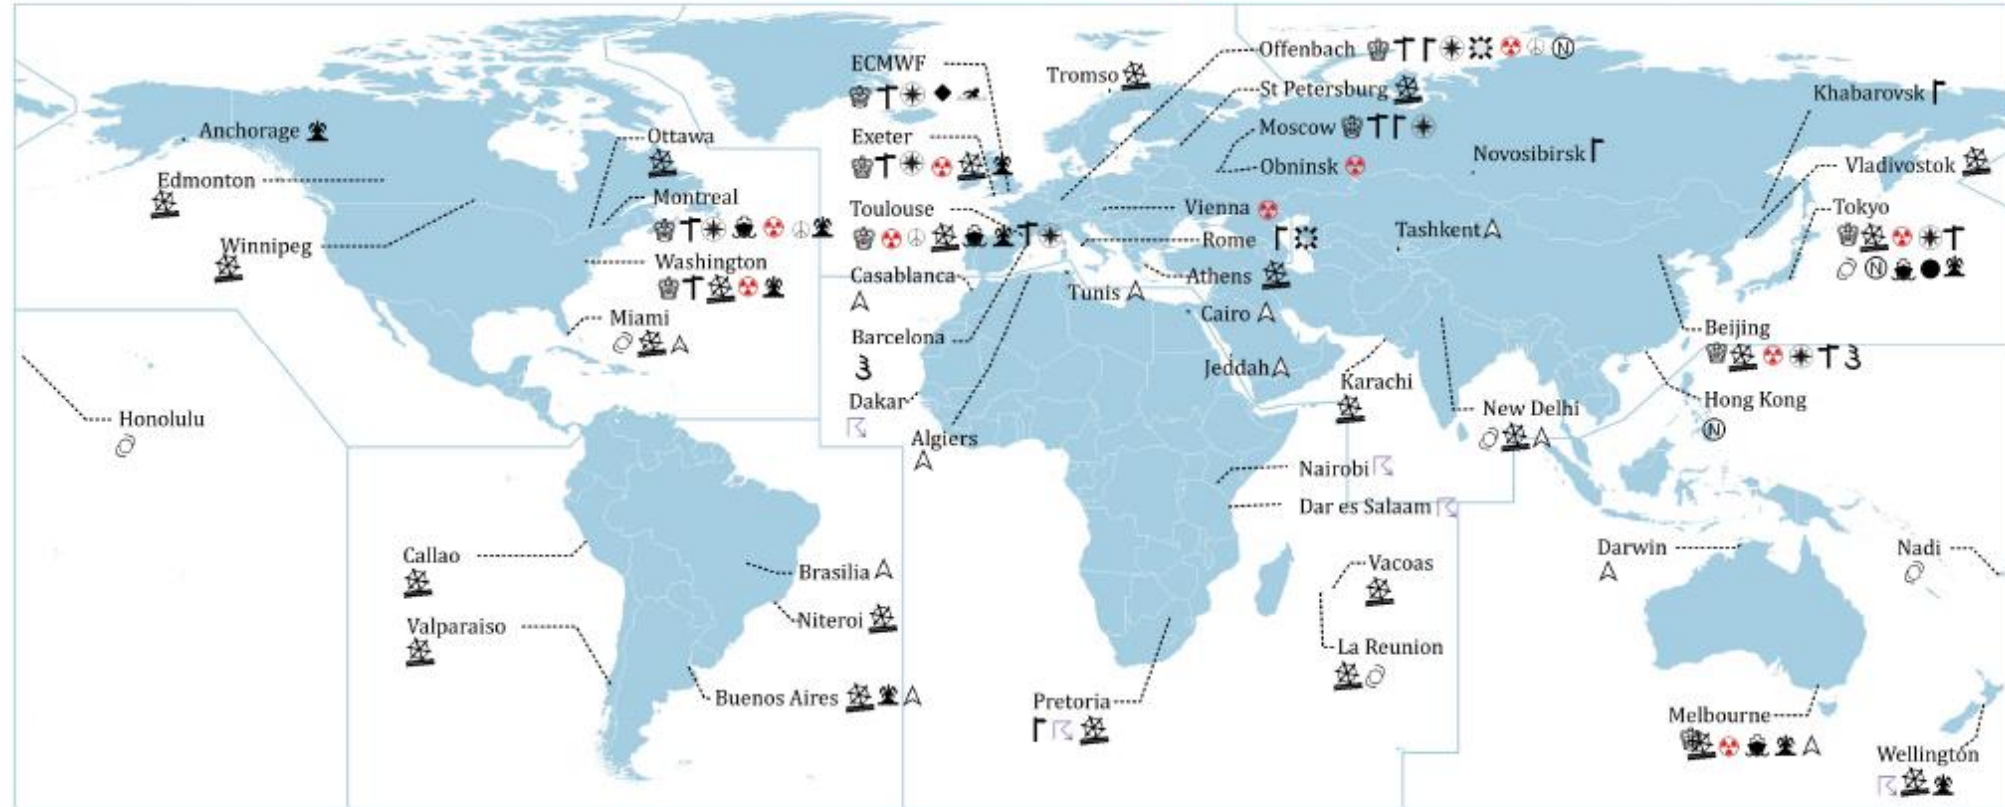 Offenbach
ECMWF
Tromso
St Petersburg
Khabarovsk
Anchorage
Ottawa
Exeter
Moscow
Novosibirsk
Vladivostok
Obninsk
Edmonton
Montreal
Toulouse
Vienna
Tokyo
Winnipeg
Rome
Tashkent
Washington
Casablanca
Athens
Tunis
Cairo
Miami
Barcelona
Beijing
Jeddah
Karachi
Dakar
New Delhi
Hong Kong
Honolulu
Algiers
Nairobi
Dar es Salaam
Callao
Brasilia
Vacoas
Darwin
Nadi
Valparaiso
Niteroi
La Reunion
Buenos Aires
Pretoria
Melbourne
Wellington